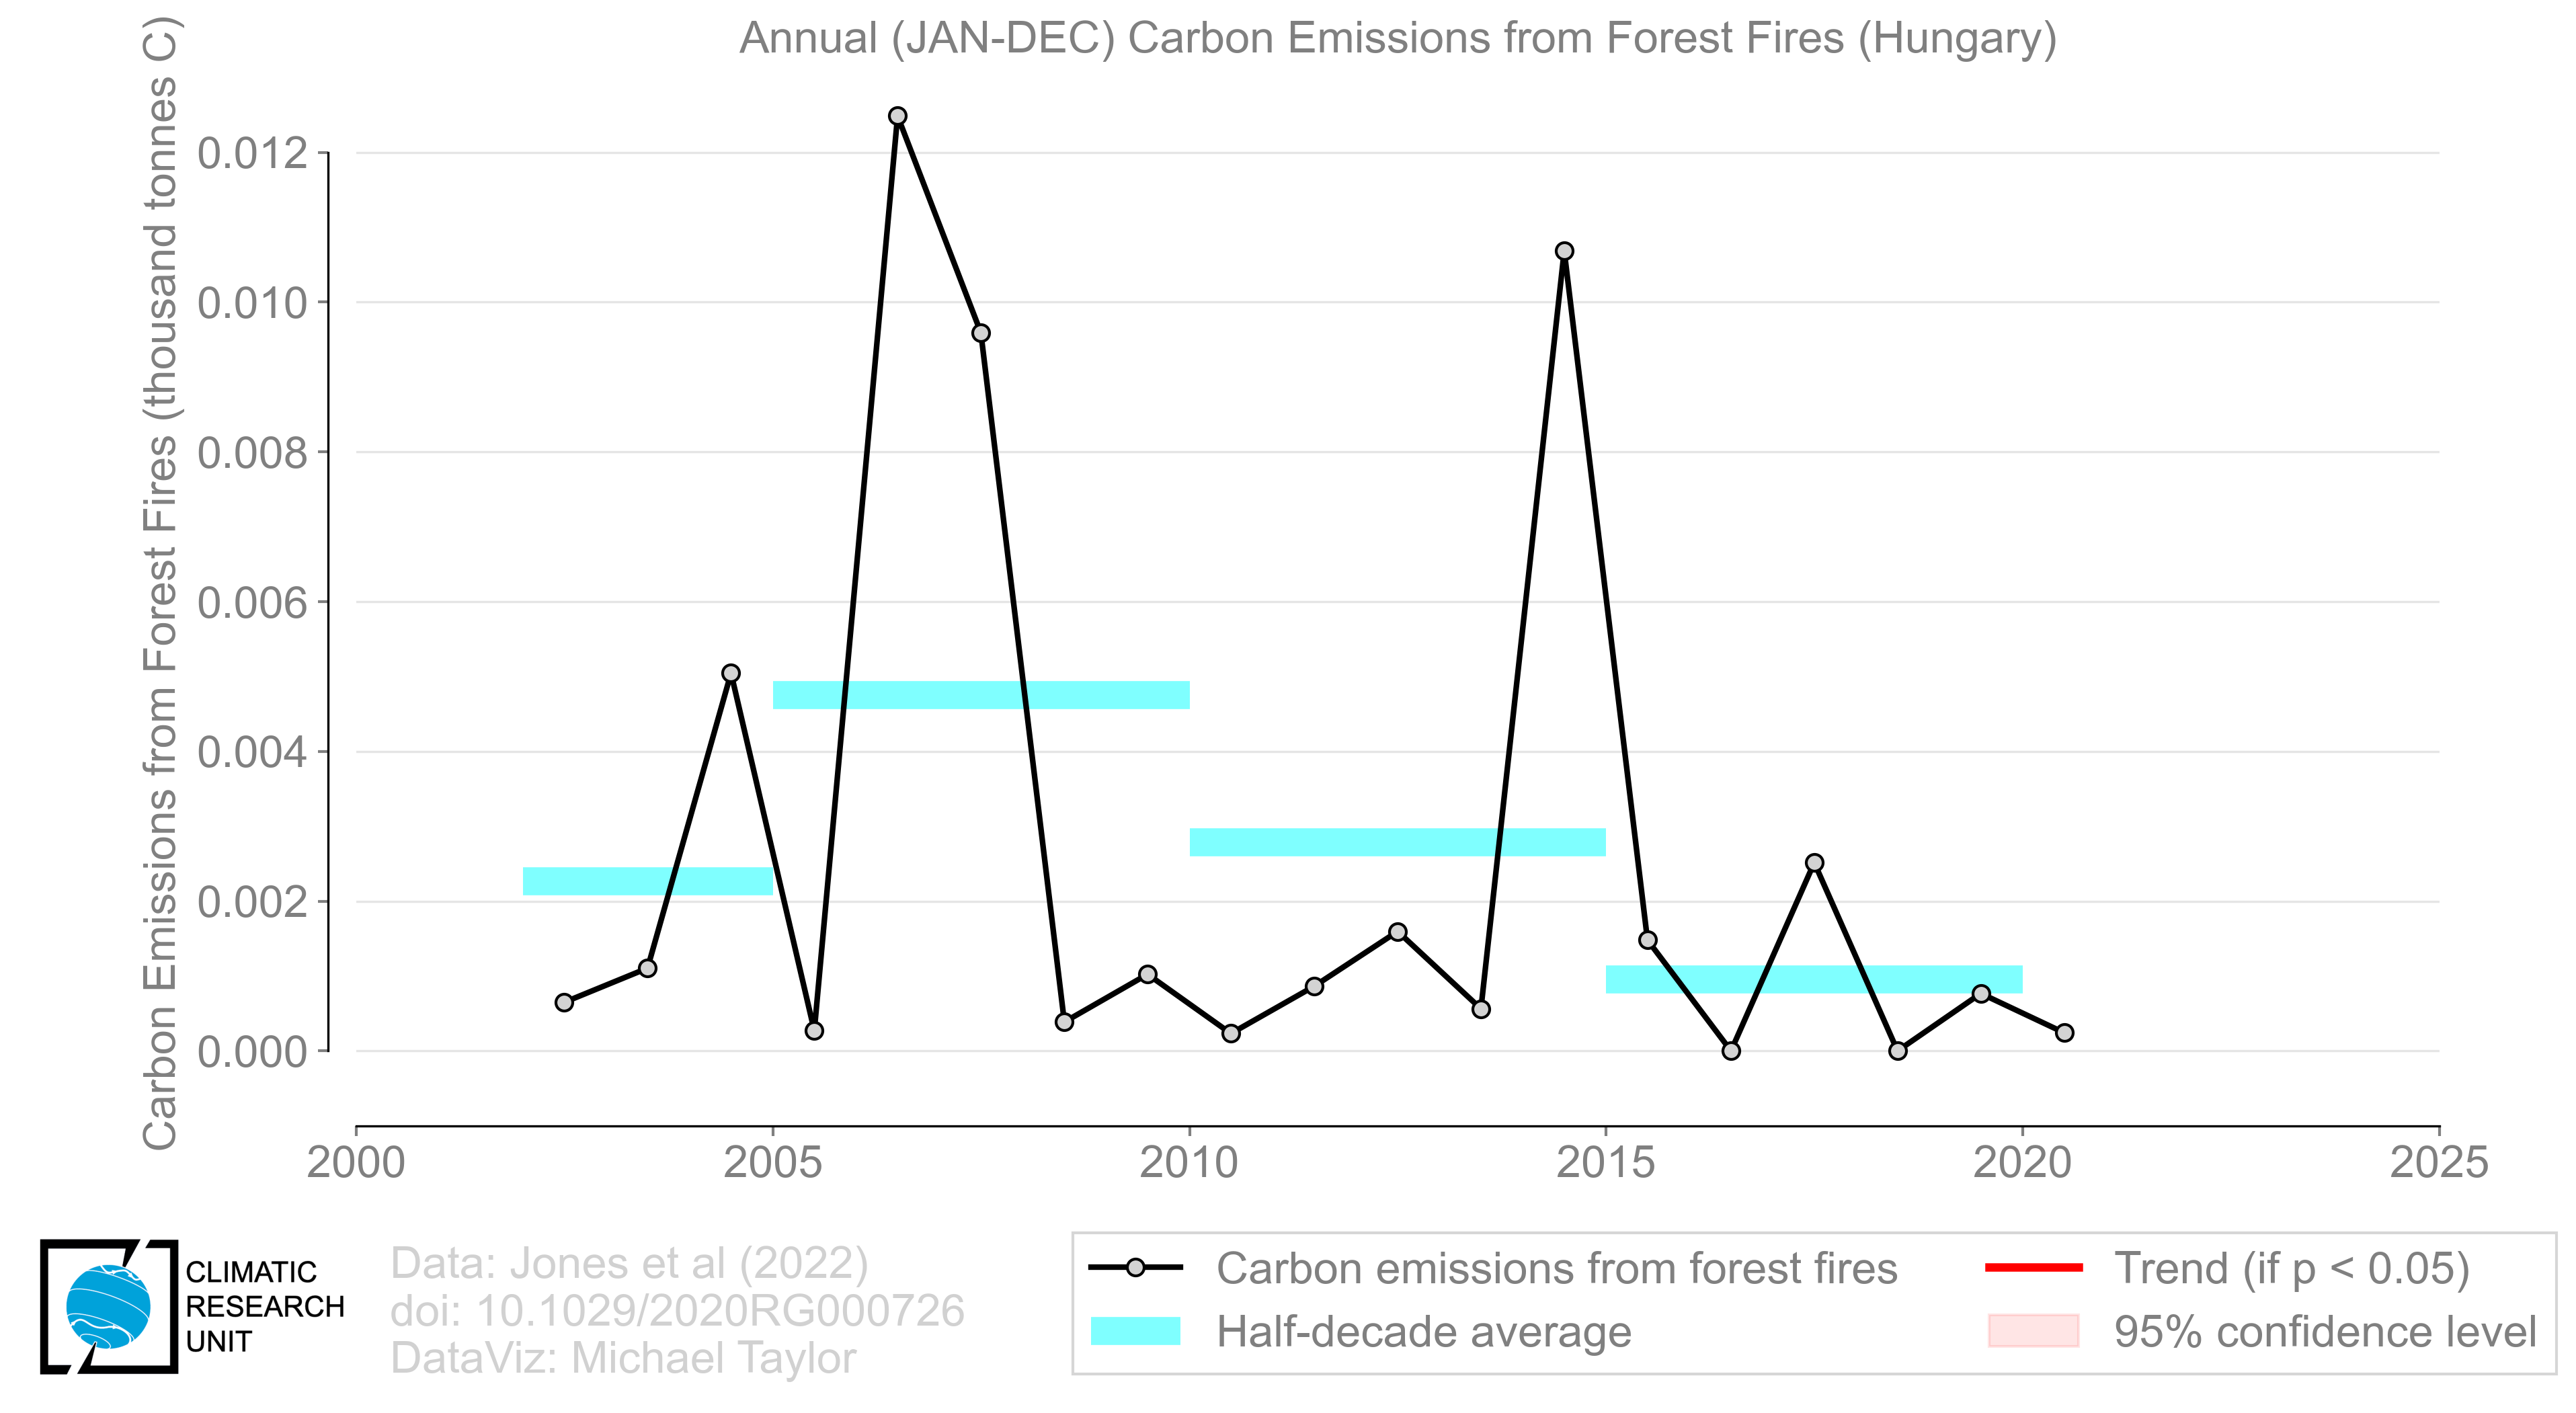 Annual (JAN-DEC) Carbon Emissions from Forest Fires (Hungary)
Carbon Emissions from Forest Fires (thousand tonnes C)
0.012
0.010
0.008
0.006
0.004
0.002
0.000
2000 2005 2010 2015 2020 2025
CLIMATIC
RESEARCH
UNIT
Data: Jones et al (2022)
doi: 10.1029/2020RG000726
DataViz: Michael Taylor
Carbon emissions from forest fires
Half-decade average
Trend (if p < 0.05)
95% confidence level